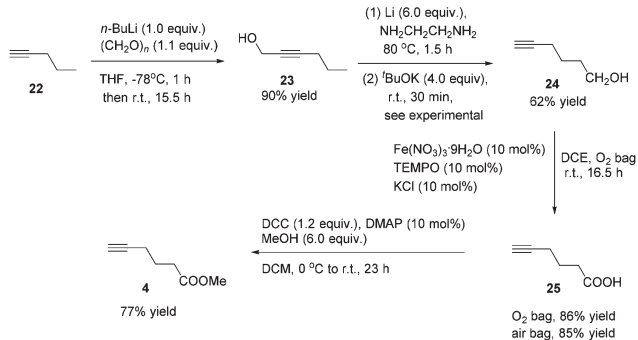 n-BuLi (1.0 equiv.)
(CH2O)n (1.1 equiv.)
THF, -78°C, 1 h
then r.t., 15.5 h
22
HO
23
90% yield
(1) Li (6.0 equiv.),
NH2CH2CH2NH2
80 °C, 1.5 h
(2) tBuOK (4.0 equiv),
r.t., 30 min,
see experimental
CH2OH
24
62% yield
Fe(NO3)3·9H2O (10 mol%)
TEMPO (10 mol%)
KCl (10 mol%)
DCE, O2 bag
r.t., 16.5 h
COOH
25
O2 bag, 86% yield
air bag, 85% yield
DCC (1.2 equiv.), DMAP (10 mol%)
MeOH (6.0 equiv.)
DCM, 0 °C to r.t., 23 h
COOMe
4
77% yield